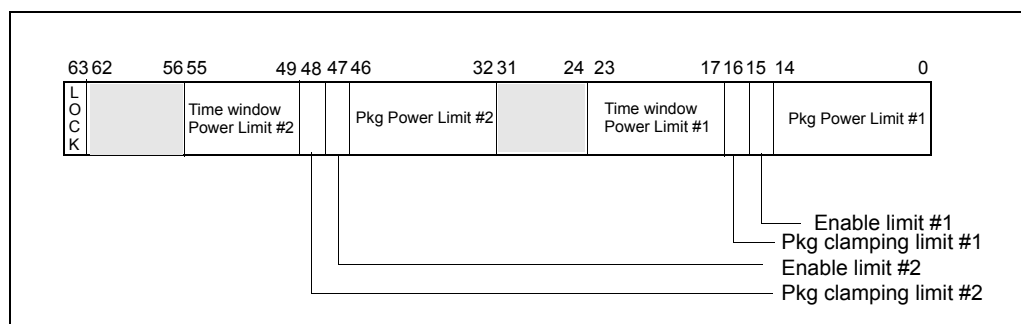 63 62 56 55 49 48 47 46 32 31 24 23 17 16 15 14 0
L
O
C
K
Time window
Power Limit #2
Pkg Power Limit #2
Time window
Power Limit #1
Pkg Power Limit #1
Enable limit #1
Pkg clamping limit #1
Enable limit #2
Pkg clamping limit #2